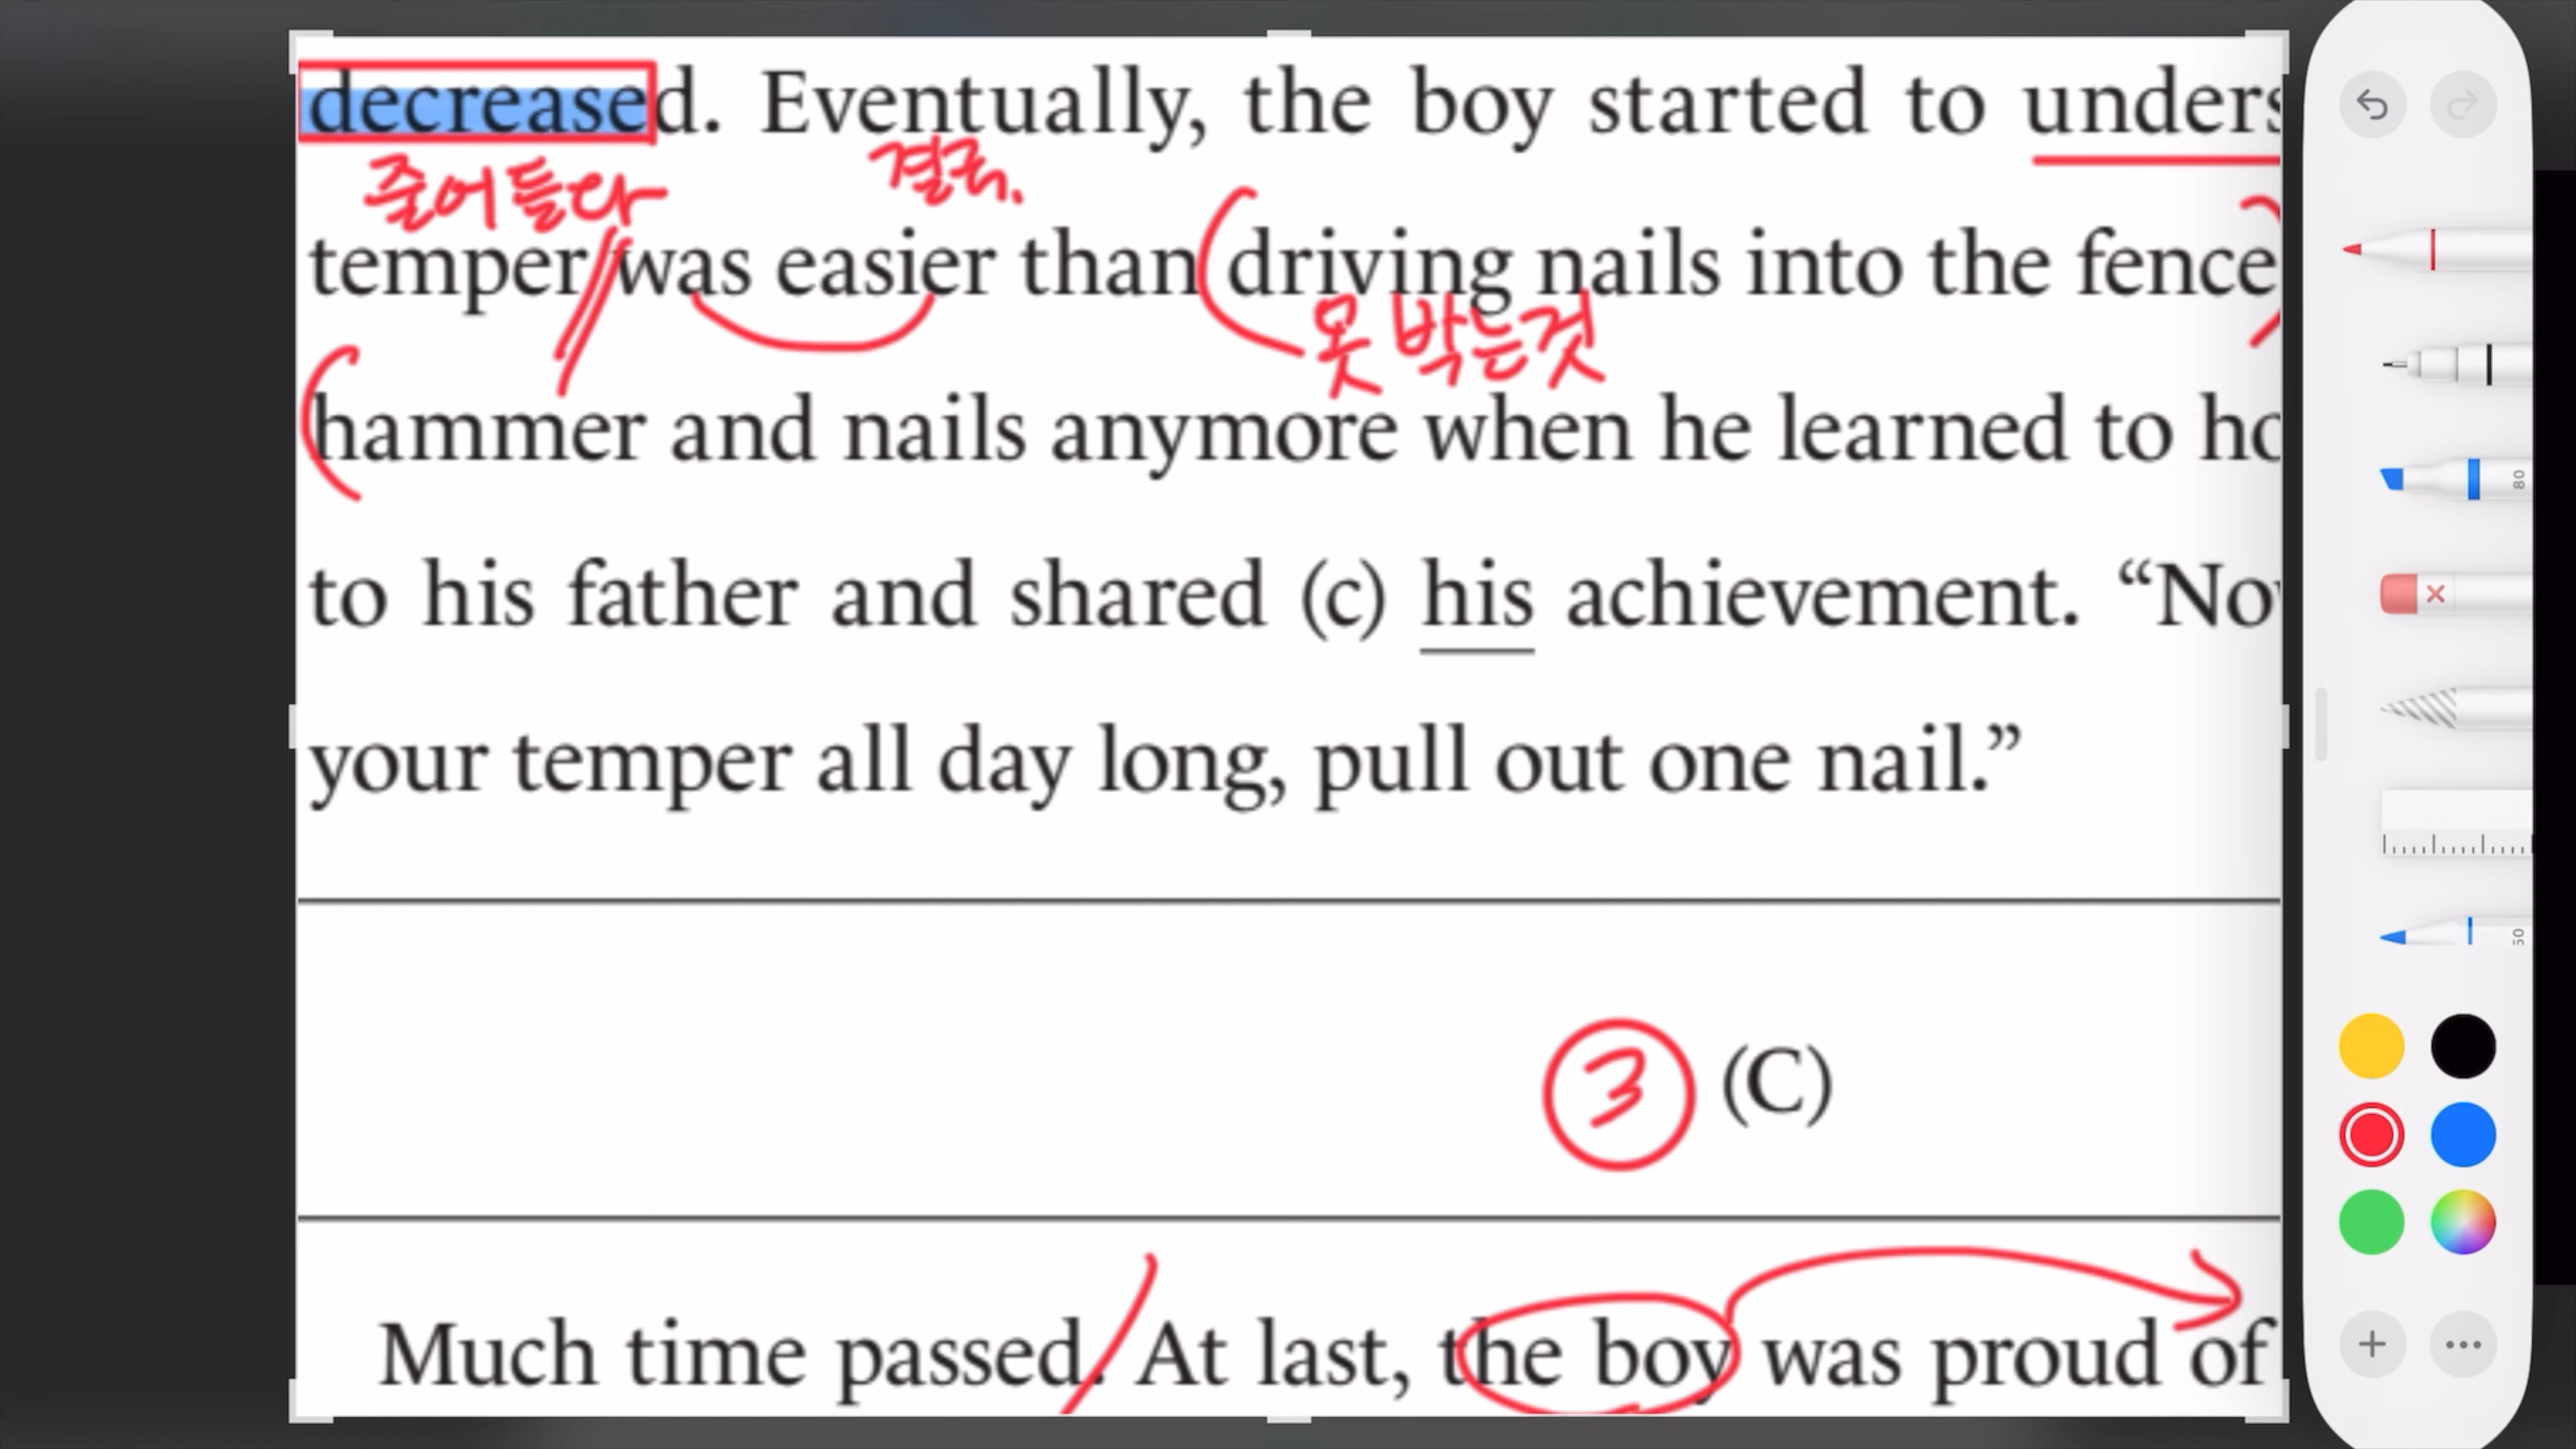 decreased. Eventually, the boy started to
줄어들다 결국.
temper was easier than driving nails into the fence
못 박는것
hammer and nails anymore when he learned to
to his father and shared (c) his achievement.
your temper all day long, pull out one nail.”
3 (C)
Much time passed. At last, the boy was proud of
80
50